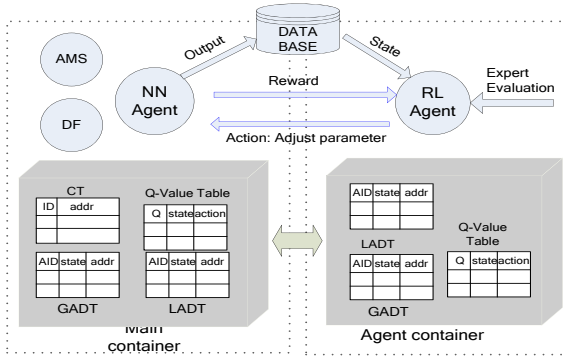 DATA
BASE
Output
State
AMS
NN
Agent
Reward
RL
Agent
Expert
Evaluation
DF
Action: Adjust parameter
CT
ID addr
Q-Value Table
Q state action
AID state addr
AID state addr
GADT
LADT
AID state addr
LADT
AID state addr
GADT
Q-Value
Table
Q state action
Main
container
Agent container